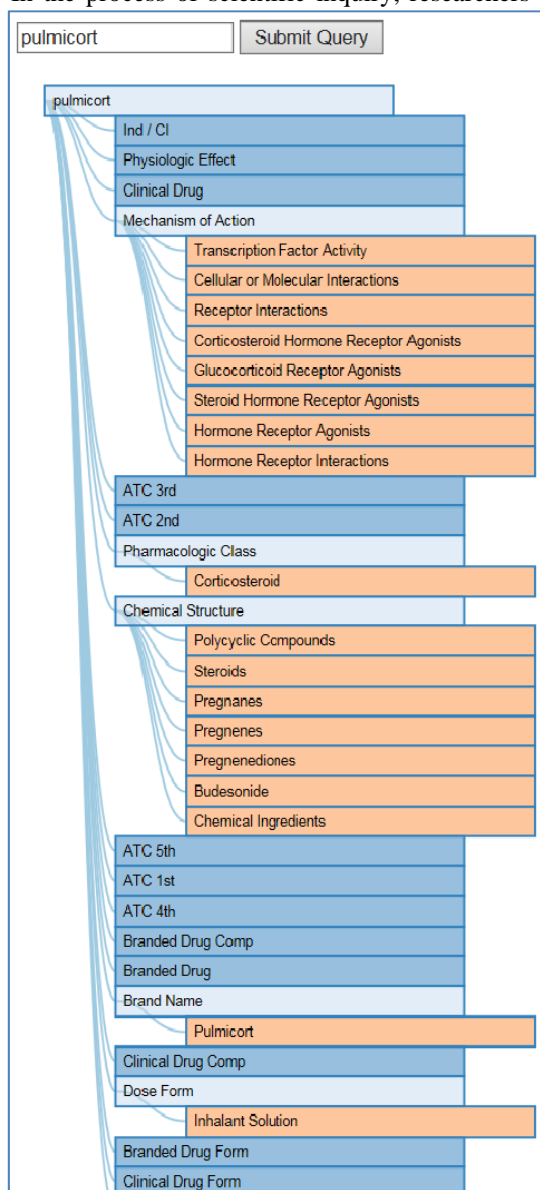 In the process of scientific inquiry, researchers
pulmicort Submit Query
pulmicort
Ind / CI
Physiologic Effect
Clinical Drug
Mechanism of Action
Transcription Factor Activity
Cellular or Molecular Interactions
Receptor Interactions
Corticosteroid Hormone Receptor Agonists
Glucocorticoid Receptor Agonists
Steroid Hormone Receptor Agonists
Hormone Receptor Agonists
Hormone Receptor Interactions
ATC 3rd
ATC 2nd
Pharmacologic Class
Corticosteroid
Chemical Structure
Polycyclic Compounds
Steroids
Pregnanes
Pregnenes
Pregnenediones
Budesonide
Chemical Ingredients
ATC 5th
ATC 1st
ATC 4th
Branded Drug Comp
Branded Drug
Brand Name
Pulmicort
Clinical Drug Comp
Dose Form
Inhalant Solution
Branded Drug Form
Clinical Drug Form